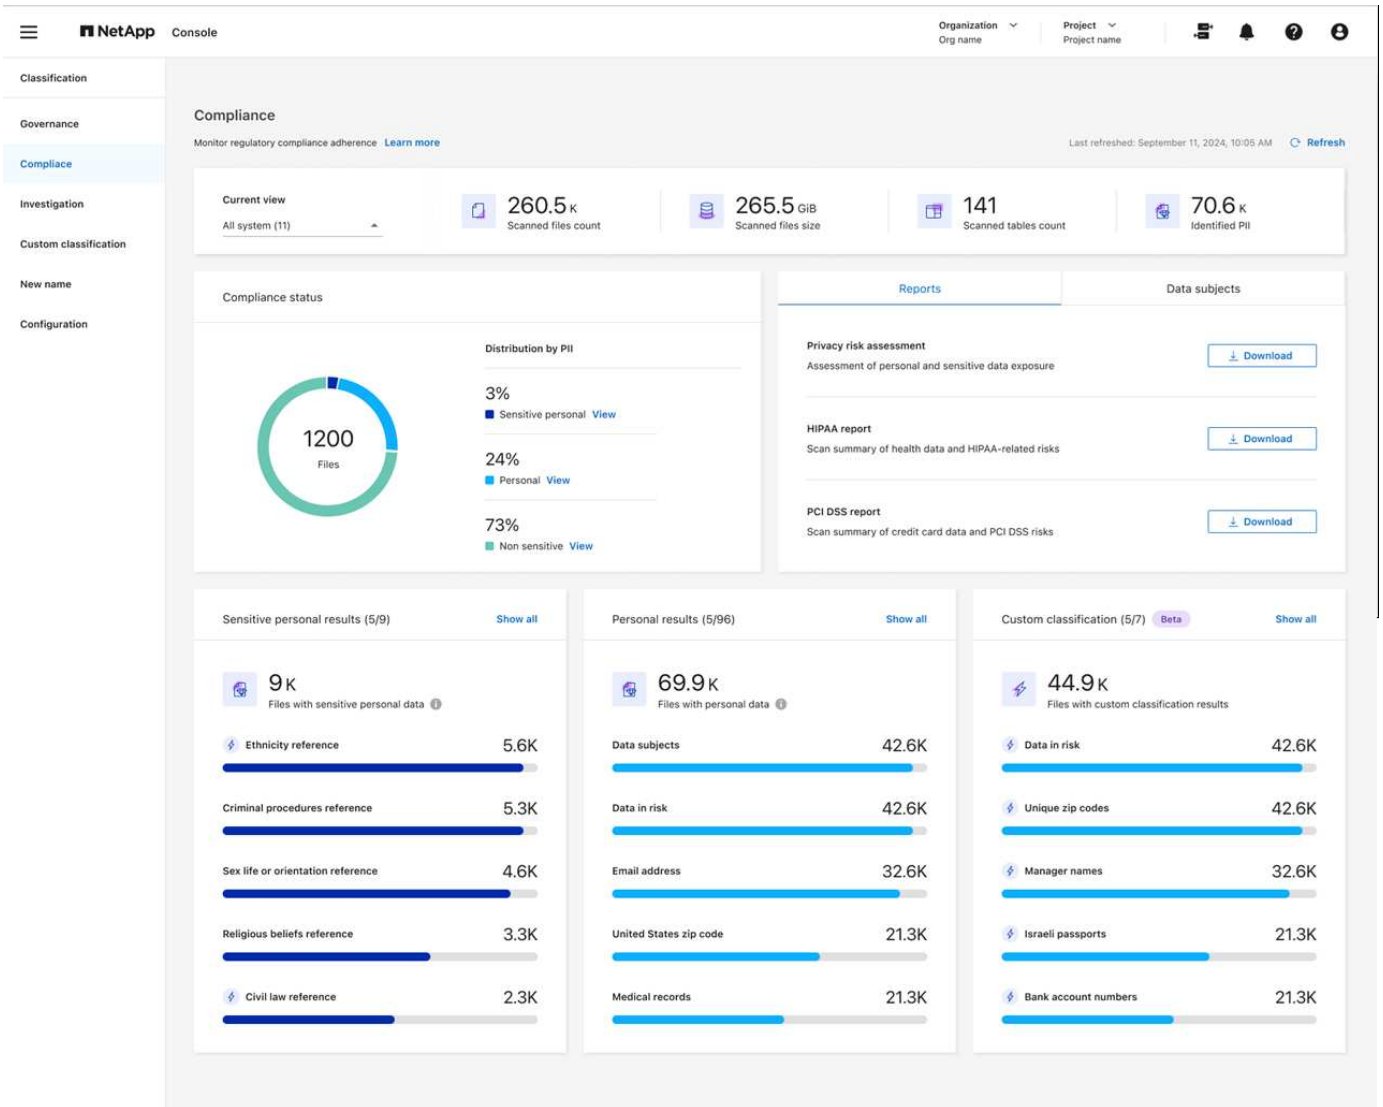 NetApp Console
Organization
Org name
Project
Project name
Classification
Governance
Compliace
Investigation
Custom classification
New name
Configuration
Compliance
Monitor regulatory compliance adherence Learn more
Last refreshed: September 11, 2024, 10:05 AM Refresh
Current view
All system (11)
260.5 K
Scanned files count
265.5 GiB
Scanned files size
141
Scanned tables count
70.6 K
Identified PII
Compliance status
1200
Files
Distribution by PII
3%
Sensitive personal View
24%
Personal View
73%
Non sensitive View
Reports
Data subjects
Privacy risk assessment
Assessment of personal and sensitive data exposure
Download
HIPAA report
Scan summary of health data and HIPAA-related risks
Download
PCI DSS report
Scan summary of credit card data and PCI DSS risks
Download
Sensitive personal results (5/9) Show all
9 K
Files with sensitive personal data
Ethnicity reference 5.6K
Criminal procedures reference 5.3K
Sex life or orientation reference 4.6K
Religious beliefs reference 3.3K
Civil law reference 2.3K
Personal results (5/96) Show all
69.9 K
Files with personal data
Data subjects 42.6K
Data in risk 42.6K
Email address 32.6K
United States zip code 21.3K
Medical records 21.3K
Custom classification (5/7) Beta Show all
44.9 K
Files with custom classification results
Data in risk 42.6K
Unique zip codes 42.6K
Manager names 32.6K
Israeli passports 21.3K
Bank account numbers 21.3K